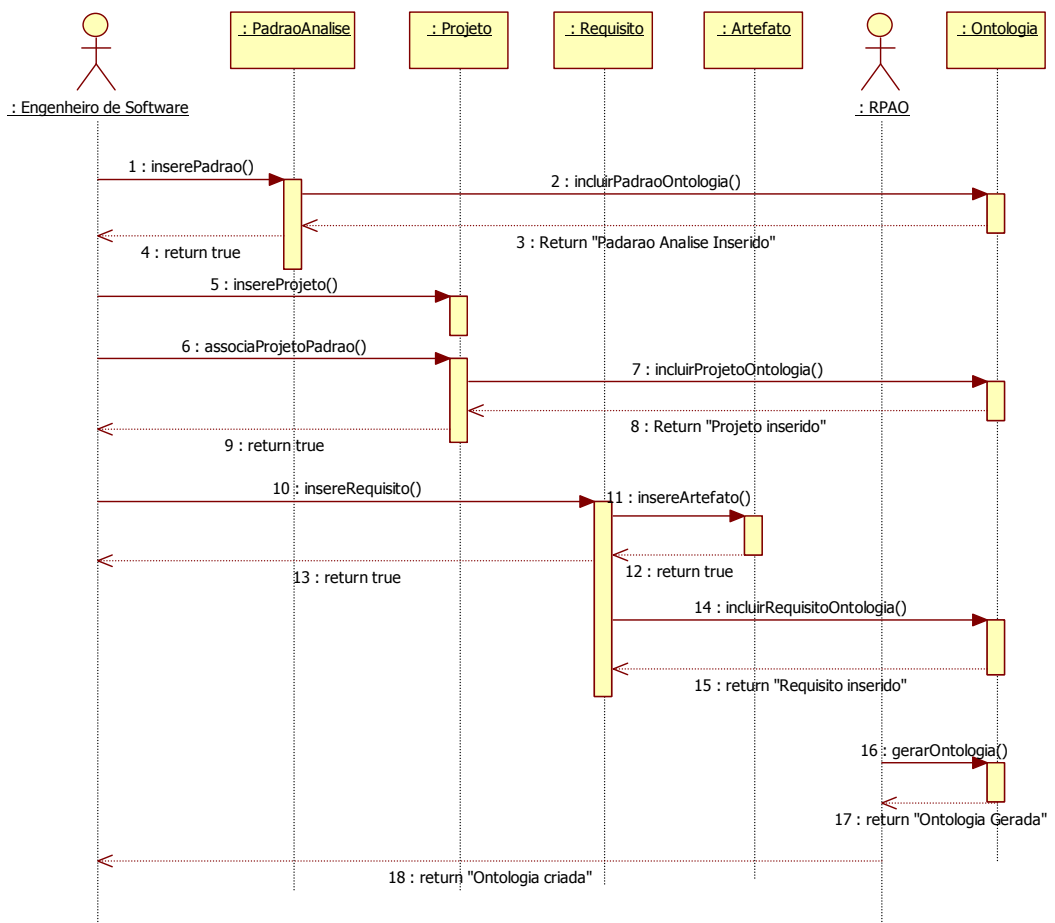 : PadraoAnalise
: Projeto
: Requisito
: Artefato
: Ontologia
: Engenheiro de Software
: RPAO
1 : inserePadrao()
2 : incluirPadraoOntologia()
3 : Return "Padarao Analise Inserido"
4 : return true
5 : insereProjeto()
6 : associaProjetoPadrao()
7 : incluirProjetoOntologia()
8 : Return "Projeto inserido"
9 : return true
10 : insereRequisito()
11 : insereArtefato()
12 : return true
13 : return true
14 : incluirRequisitoOntologia()
15 : return "Requisito inserido"
16 : gerarOntologia()
17 : return "Ontologia Gerada"
18 : return "Ontologia criada"